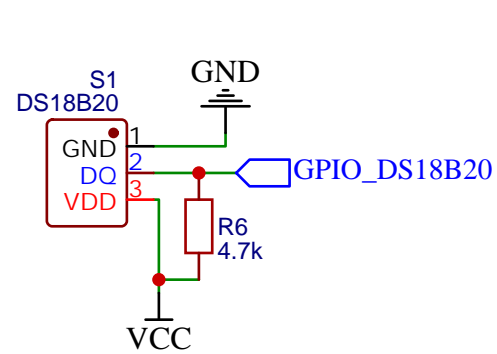 GND
S1
DS18B20
GND 1
DQ 2
VDD 3
GPIO_DS18B20
R6
4.7k
VCC